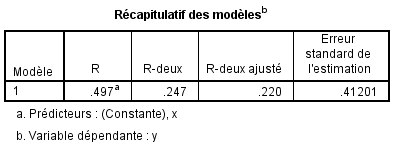 Récapitulatif des modèles^b
Modèle R R-deux R-deux ajusté Erreur standard de l'estimation
1 .497^a .247 .220 .41201
a. Prédicteurs : (Constante), x
b. Variable dépendante : y